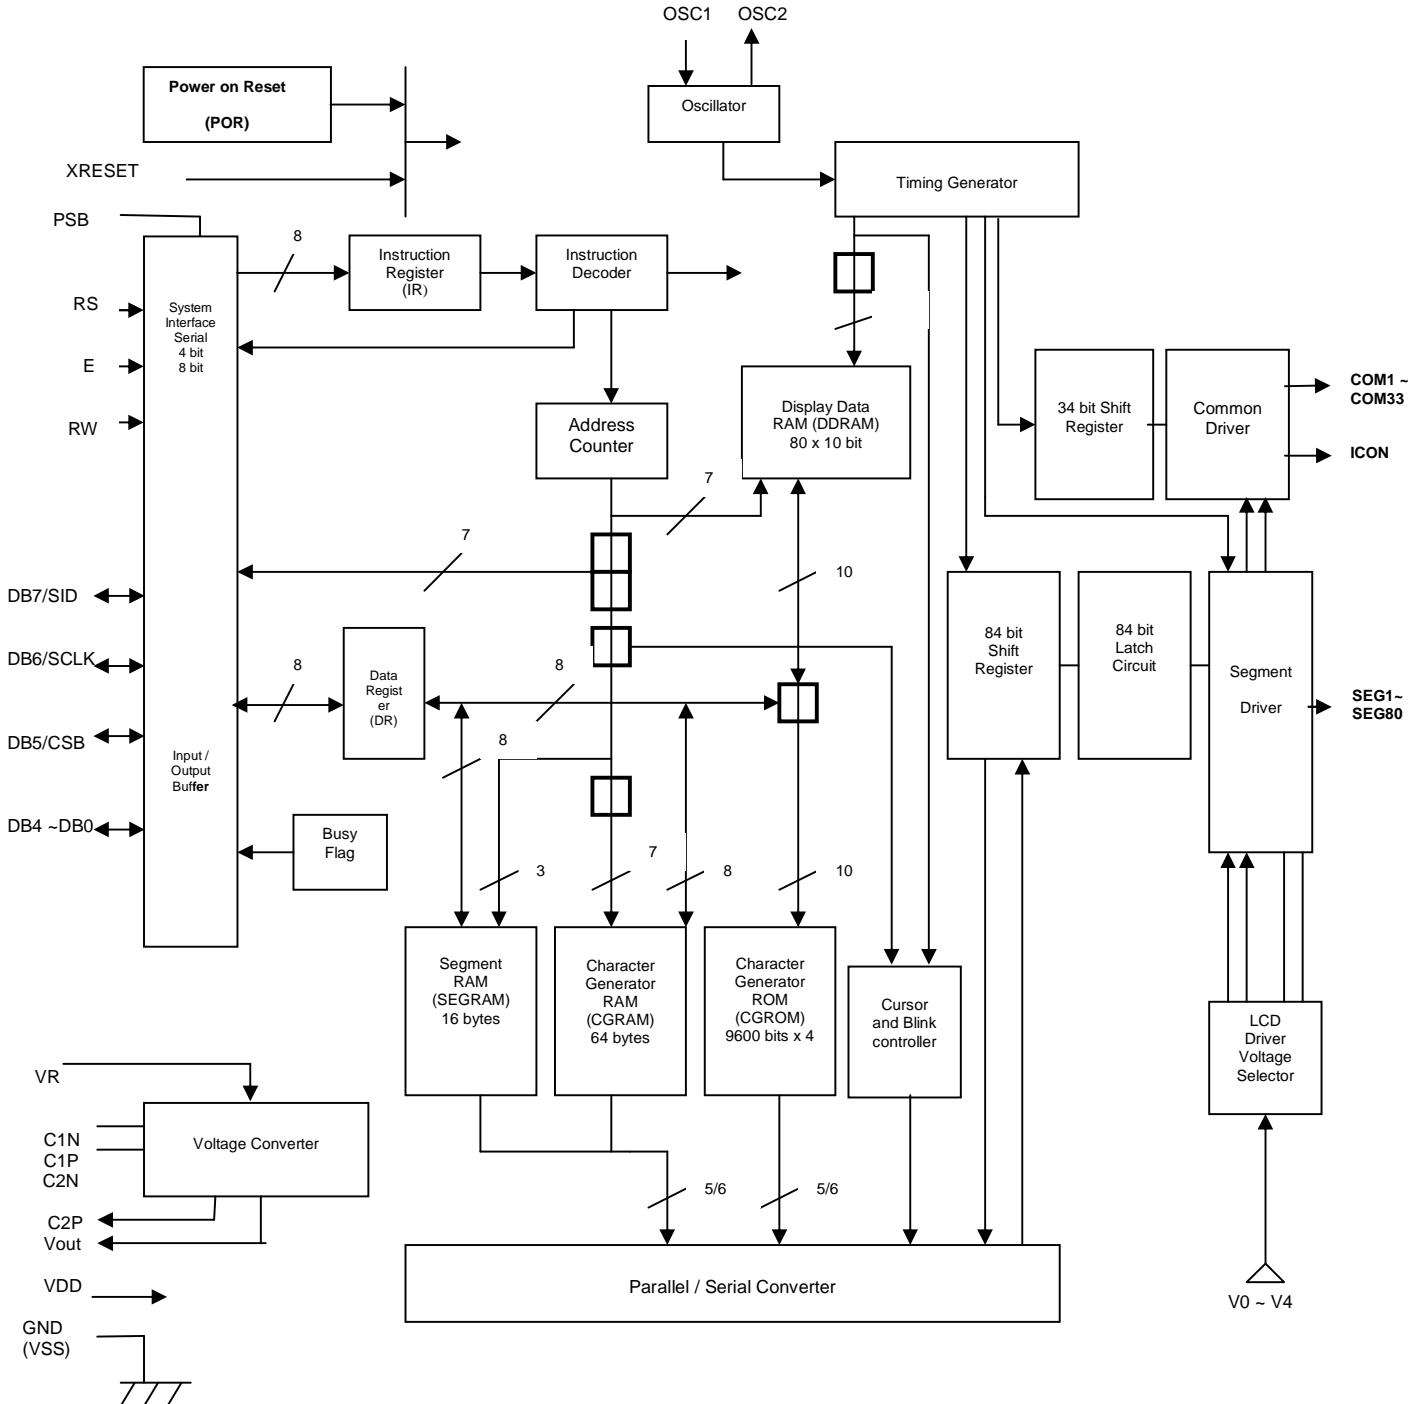 OSC1
OSC2
Power on Reset
(POR)
Oscillator
XRESET
Timing Generator
PSB
8
Instruction
Register
(IR)
Instruction
Decoder
RS
System
Interface
Serial
4 bit
8 bit
E
RW
Address
Counter
Display Data
RAM (DDRAM)
80 x 10 bit
34 bit Shift
Register
Common
Driver
COM1 ~
COM33
ICON
7
7
10
DB7/SID
DB6/SCLK
DB5/CSB
DB4 ~DB0
8
Data
Regist
er
(DR)
8
8
84 bit
Shift
Register
84 bit
Latch
Circuit
Segment
Driver
SEG1~
SEG80
Input /
Output
Buffer
Busy
Flag
3
7
8
10
Segment
RAM
(SEGRAM)
16 bytes
Character
Generator
RAM
(CGRAM)
64 bytes
Character
Generator
ROM
(CGROM)
9600 bits x 4
Cursor
and Blink
controller
LCD
Driver
Voltage
Selector
VR
C1N
C1P
C2N
Voltage Converter
5/6
5/6
C2P
Vout
VDD
Parallel / Serial Converter
V0 ~ V4
GND
(VSS)